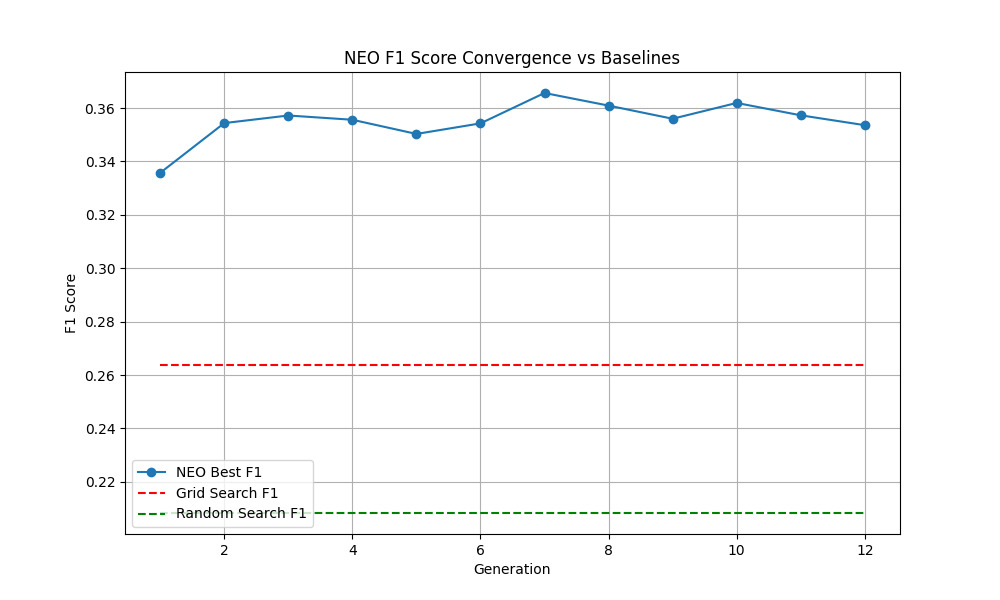 NEO F1 Score Convergence vs Baselines
F1 Score
0.36
0.34
0.32
0.30
0.28
0.26
0.24
0.22
NEO Best F1
Grid Search F1
Random Search F1
2 4 6 8 10 12
Generation